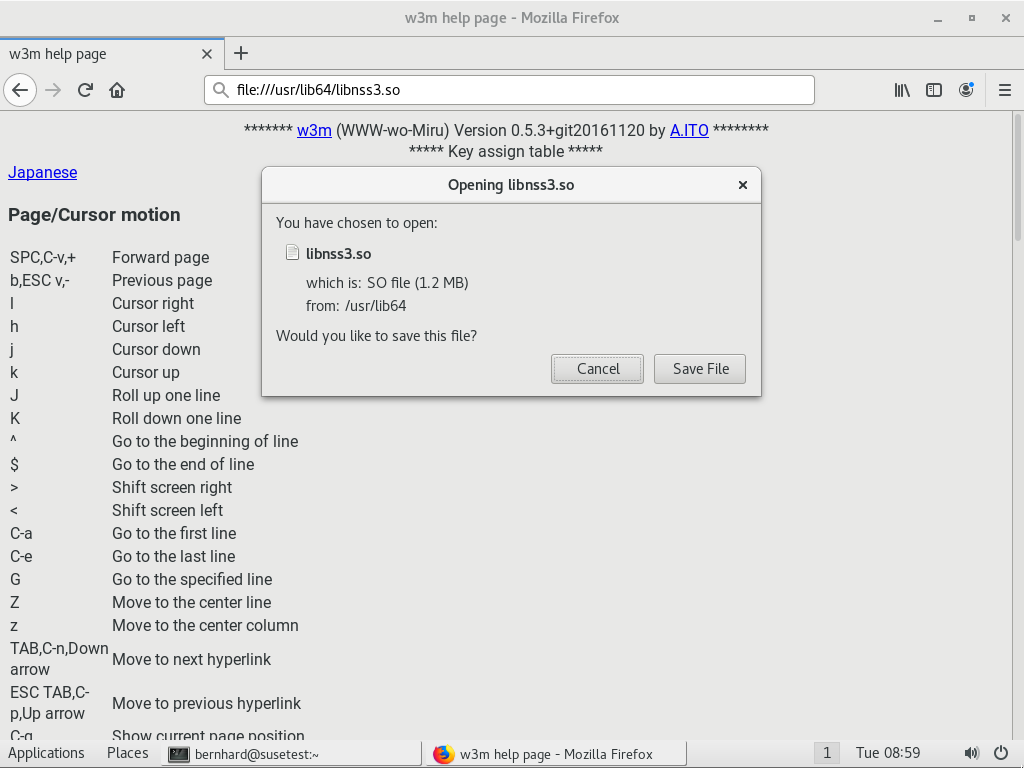 w3m help page - Mozilla Firefox
w3m help page
file:///usr/lib64/libnss3.so
******* w3m (WWW-wo-Miru) Version 0.5.3+git20161120 by A.ITO ********
***** Key assign table *****
Japanese
Opening libnss3.so
You have chosen to open:
libnss3.so
which is: SO file (1.2 MB)
from: /usr/lib64
Would you like to save this file?
Cancel Save File
Page/Cursor motion
SPC,C-v,+ Forward page
b,ESC v,- Previous page
l Cursor right
h Cursor left
j Cursor down
k Cursor up
J Roll up one line
K Roll down one line
^ Go to the beginning of line
$ Go to the end of line
> Shift screen right
< Shift screen left
C-a Go to the first line
C-e Go to the last line
G Go to the specified line
Z Move to the center line
z Move to the center column
TAB,C-n,Down
arrow Move to next hyperlink
ESC TAB,C-
p,Up arrow Move to previous hyperlink
C-g Show current page position
Applications Places bernhard@susetest:~ w3m help page - Mozilla Firefox 1 Tue 08:59